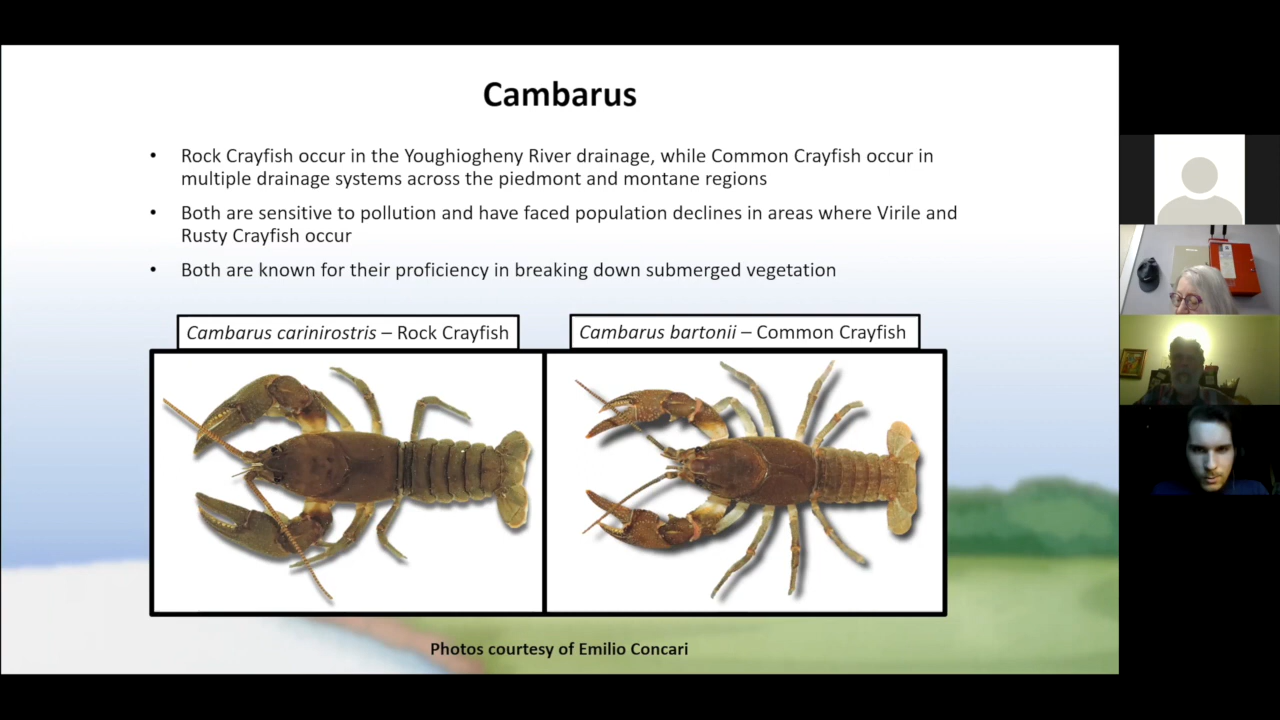 Cambarus
• Rock Crayfish occur in the Youghiogheny River drainage, while Common Crayfish occur in
multiple drainage systems across the piedmont and montane regions
• Both are sensitive to pollution and have faced population declines in areas where Virile and
Rusty Crayfish occur
• Both are known for their proficiency in breaking down submerged vegetation
Cambarus carinirostris – Rock Crayfish
Cambarus bartonii – Common Crayfish
Photos courtesy of Emilio Concari